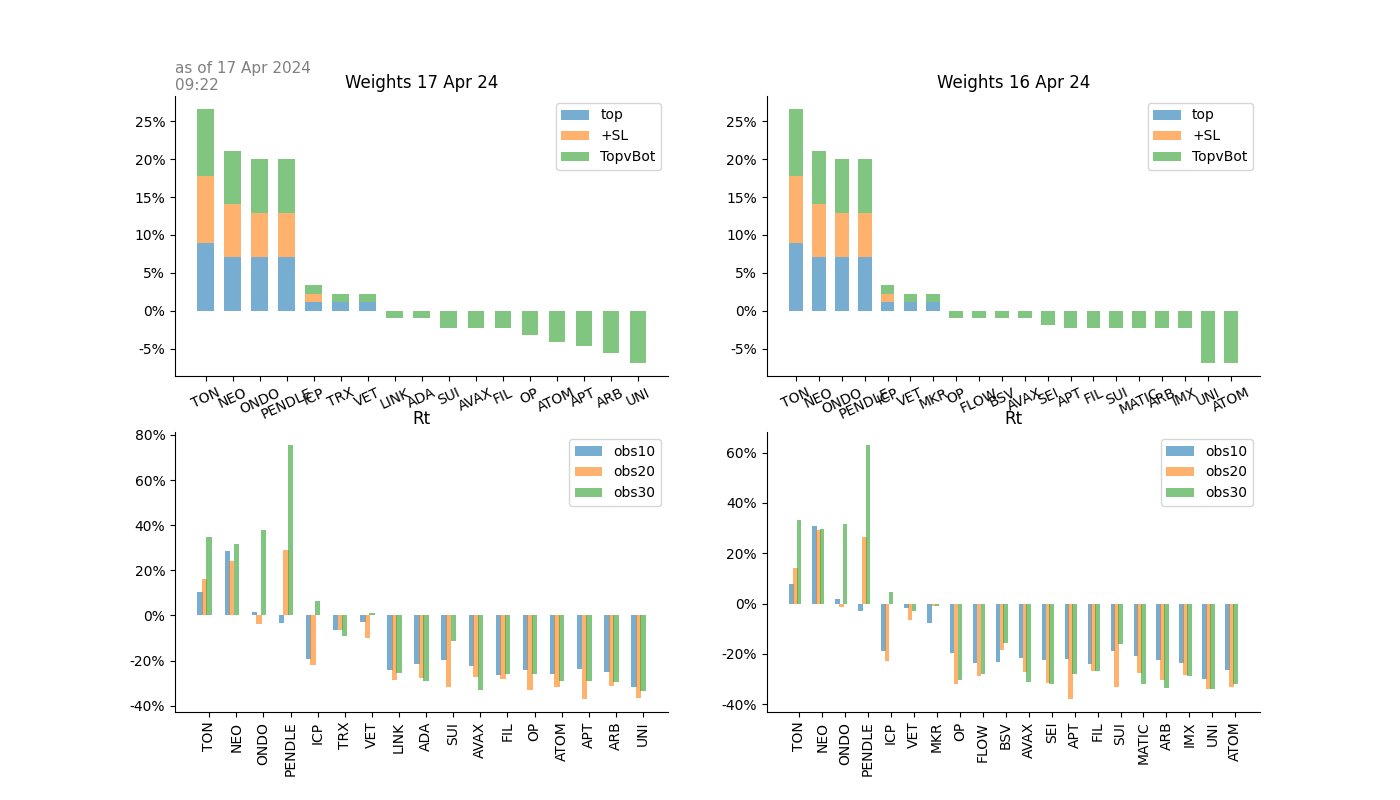 as of 17 Apr 2024
09:22
Weights 17 Apr 24
25%
20%
15%
10%
5%
0%
-5%
top
+SL
TopvBot
TON NEO ONDO PENDLE ICP TRX VET LINK ADA SUI AVAX FIL OP ATOM APT ARB UNI
Weights 16 Apr 24
25%
20%
15%
10%
5%
0%
-5%
top
+SL
TopvBot
TON NEO ONDO PENDLE ICP VET MKR OP FLOW BSV AVAX SEI APT FIL SUI MATIC ARB IMX UNI ATOM
Rt
80%
60%
40%
20%
0%
-20%
-40%
obs10
obs20
obs30
TON NEO ONDO PENDLE ICP TRX VET LINK ADA SUI AVAX FIL OP ATOM APT ARB UNI
Rt
60%
40%
20%
0%
-20%
-40%
obs10
obs20
obs30
TON NEO ONDO PENDLE ICP VET MKR OP FLOW BSV AVAX SEI APT FIL SUI MATIC ARB IMX UNI ATOM